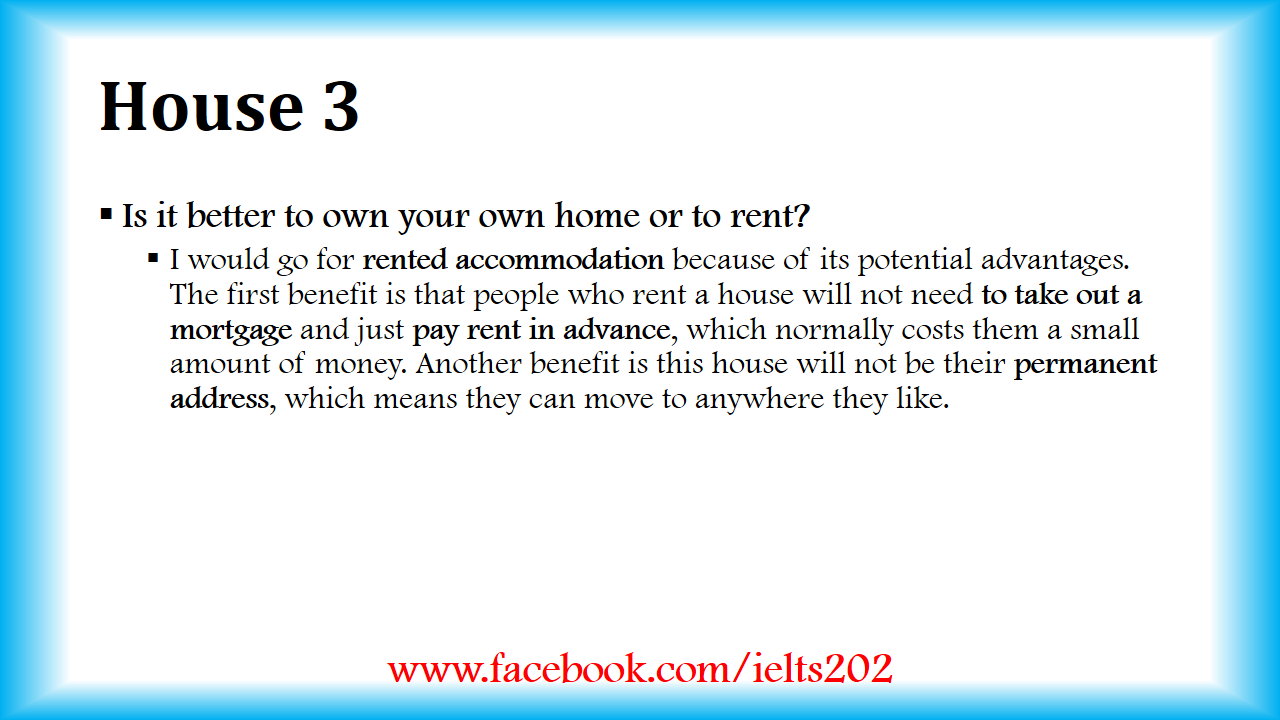 House 3
▪ Is it better to own your own home or to rent?
▪ I would go for rented accommodation because of its potential advantages.
The first benefit is that people who rent a house will not need to take out a
mortgage and just pay rent in advance, which normally costs them a small
amount of money. Another benefit is this house will not be their permanent
address, which means they can move to anywhere they like.
www.facebook.com/ielts202